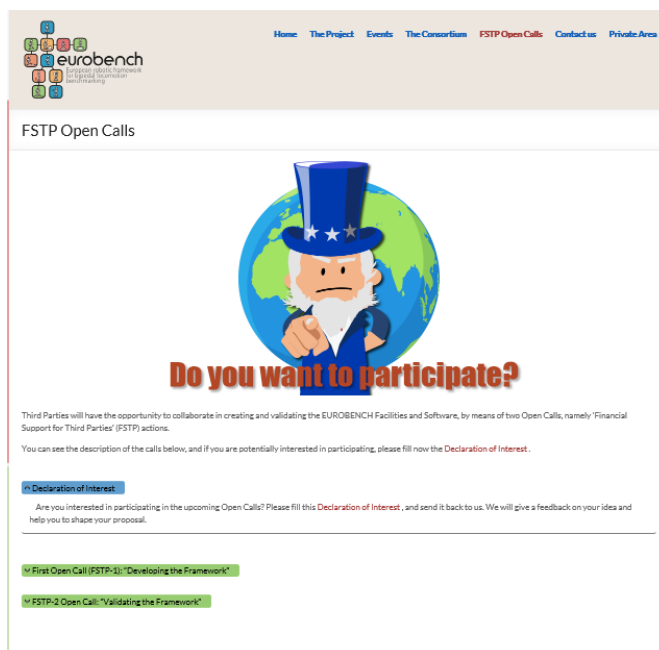 eurobench
European robotic framework
for bipedal locomotion
benchmarking
Home The Project Events The Consortium FSTP Open Calls Contact us Private Area
FSTP Open Calls
Do you want to participate?
Third Parties will have the opportunity to collaborate in creating and validating the EUROBENCH Facilities and Software, by means of two Open Calls, namely 'Financial
Support for Third Parties' (FSTP) actions.
You can see the description of the calls below, and if you are potentially interested in participating, please fill now the Declaration of Interest .
Declaration of Interest
Are you interested in participating in the upcoming Open Calls? Please fill this Declaration of Interest , and send it back to us. We will give a feedback on your idea and
help you to shape your proposal.
First Open Call (FSTP-1): "Developing the Framework"
FSTP-2 Open Call: "Validating the Framework"